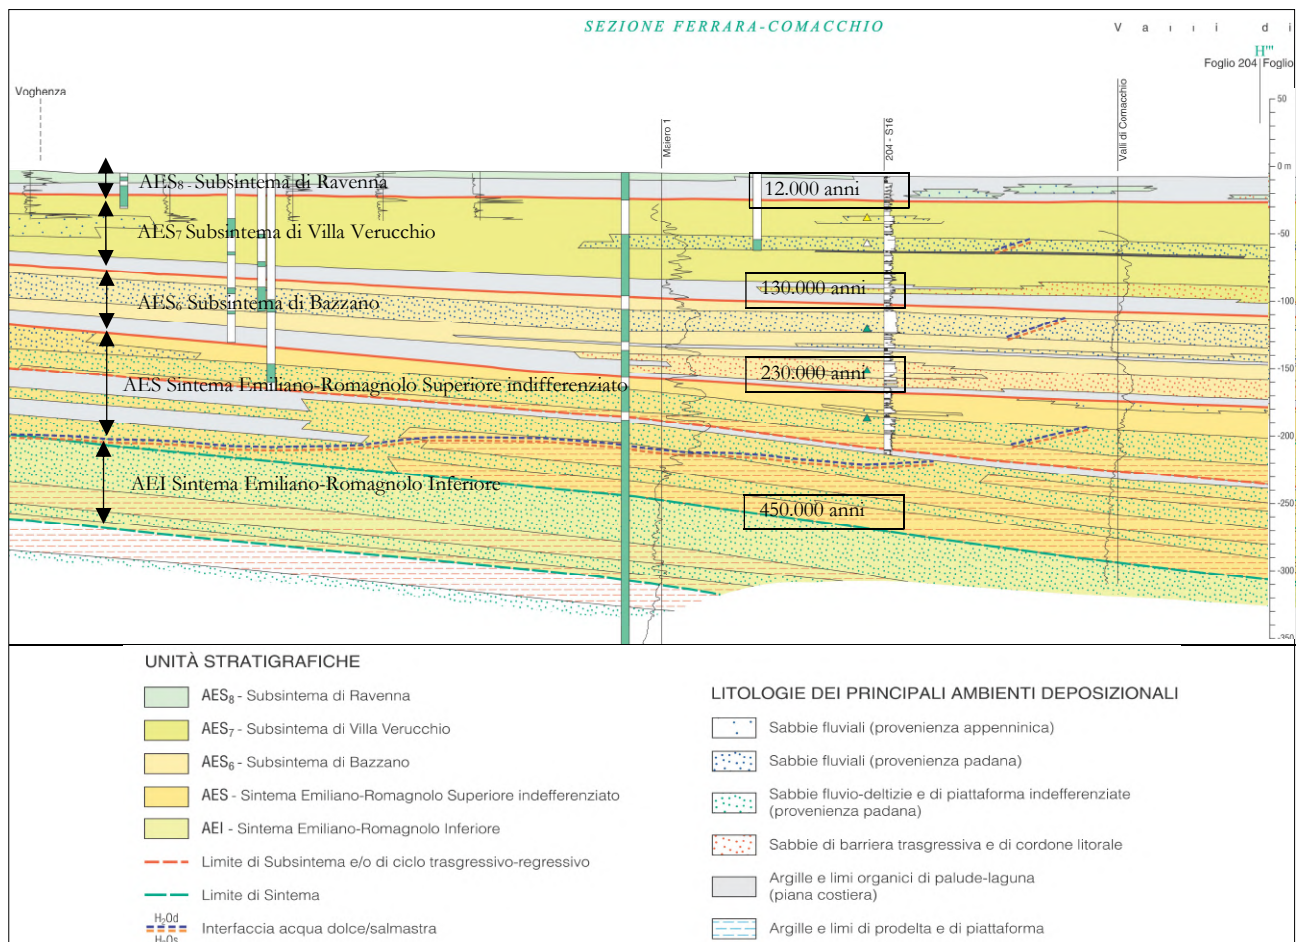 SEZIONE FERRARA-COMACCHIO
V a l l i d i
H'''
Foglio 204 Foglio
Voghenza
Maiero 1
204 - S16
Valli di Comacchio
50
0 m
-50
-100
-150
-200
-250
-300
-350
AES8 - Subsintema di Ravenna
12.000 anni
AES7 Subsintema di Villa Verucchio
130.000 anni
AES6 Subsintema di Bazzano
230.000 anni
AES Sintema Emiliano-Romagnolo Superiore indifferenziato
AEI Sintema Emiliano-Romagnolo Inferiore
450.000 anni
UNITÀ STRATIGRAFICHE
AES8 - Subsintema di Ravenna
AES7 - Subsintema di Villa Verucchio
AES6 - Subsintema di Bazzano
AES - Sintema Emiliano-Romagnolo Superiore indefferenziato
AEI - Sintema Emiliano-Romagnolo Inferiore
Limite di Subsintema e/o di ciclo trasgressivo-regressivo
Limite di Sintema
H2Od
Interfaccia acqua dolce/salmastra
H2Os
LITOLOGIE DEI PRINCIPALI AMBIENTI DEPOSIZIONALI
Sabbie fluviali (provenienza appenninica)
Sabbie fluviali (provenienza padana)
Sabbie fluvio-deltizie e di piattaforma indefferenziate
(provenienza padana)
Sabbie di barriera trasgressiva e di cordone litorale
Argille e limi organici di palude-laguna
(piana costiera)
Argille e limi di prodelta e di piattaforma